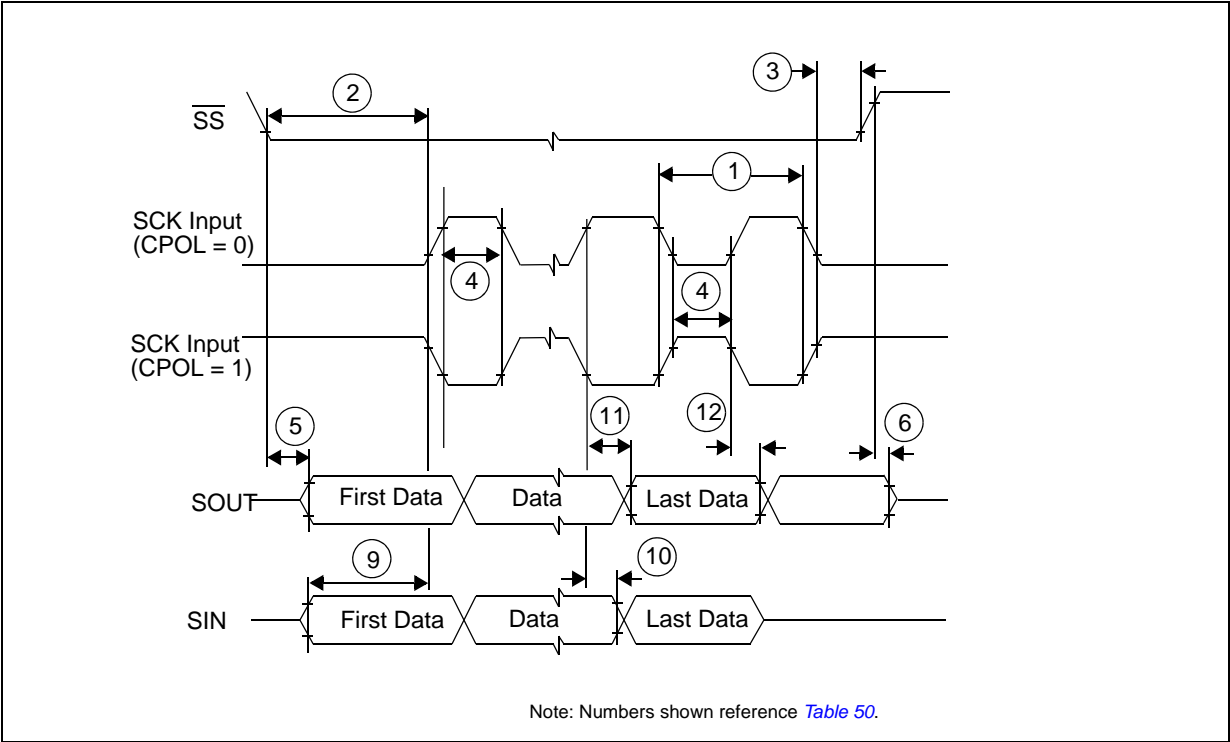 3
2
SS
1
SCK Input
(CPOL = 0)
4
4
SCK Input
(CPOL = 1)
11
12
5
6
SOUT
First Data
Data
Last Data
9
10
SIN
First Data
Data
Last Data
Note: Numbers shown reference Table 50.